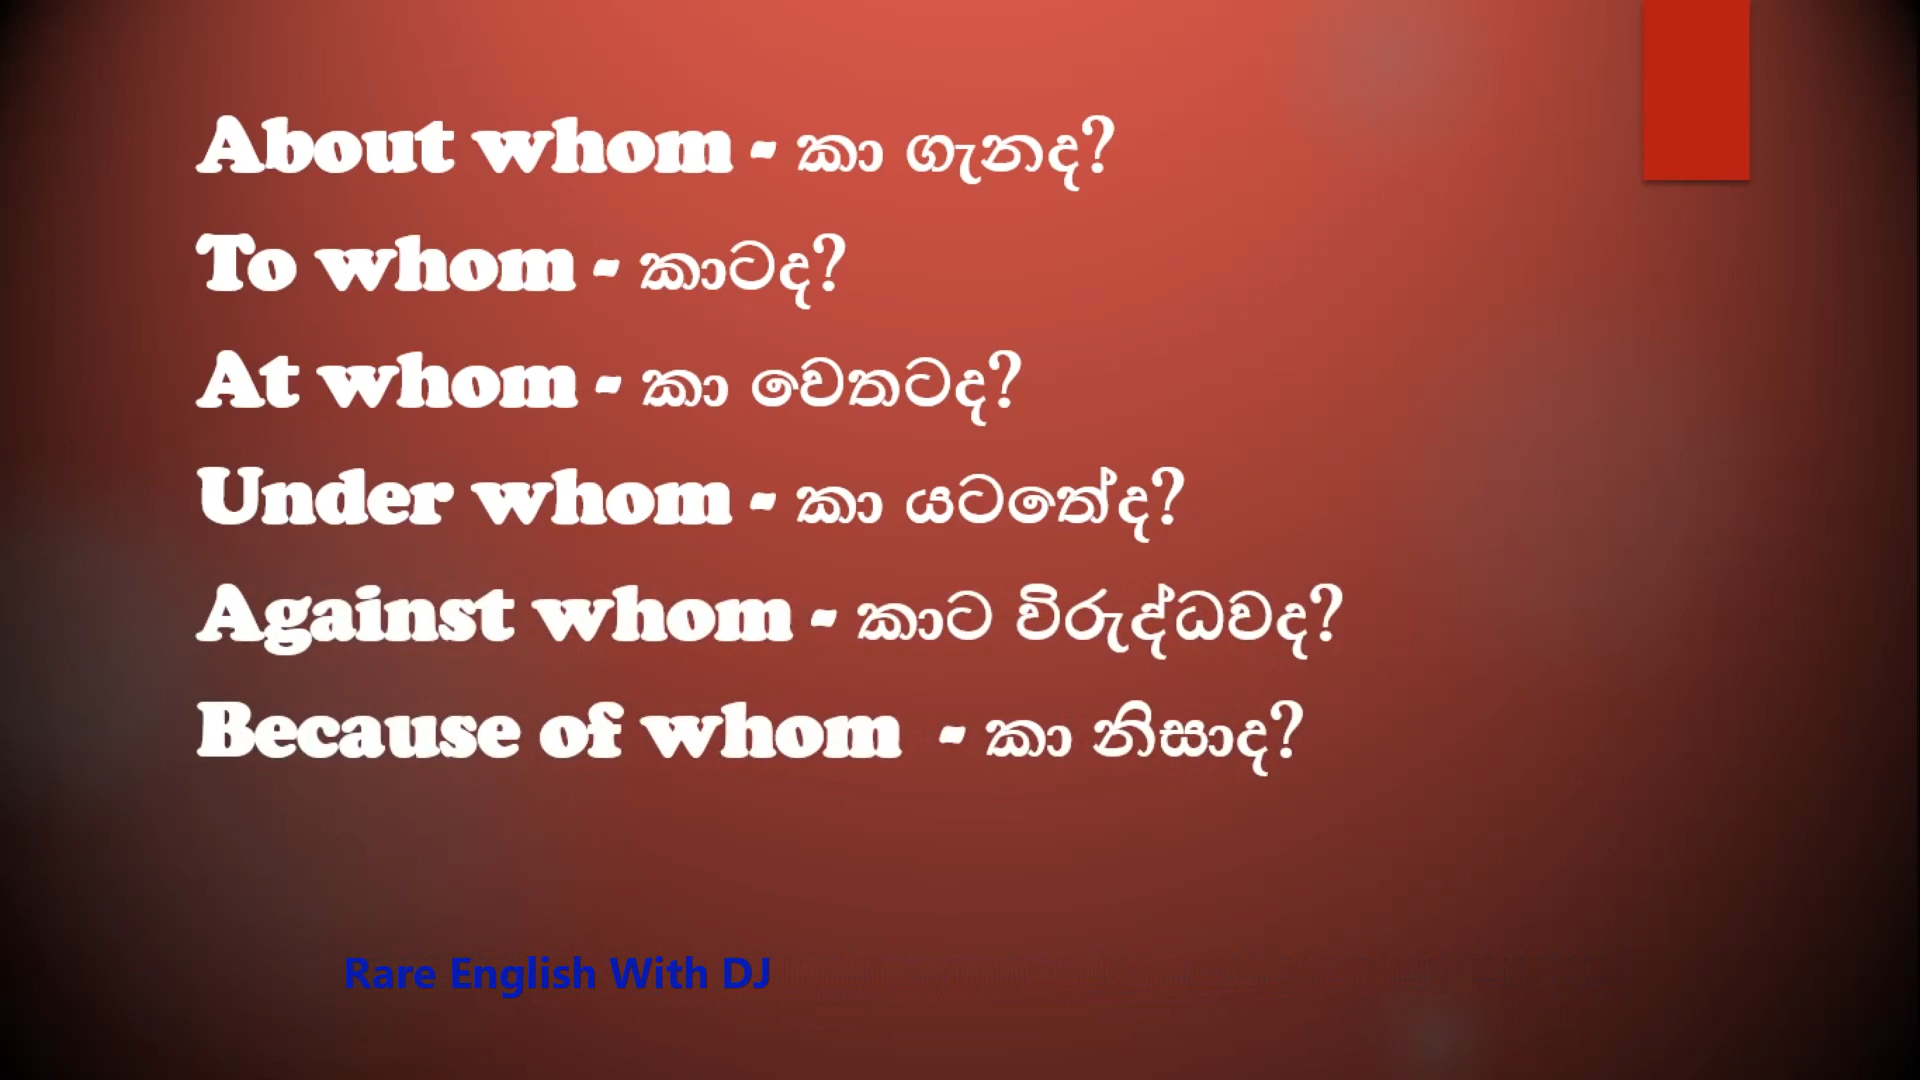 About whom - කා ගැනද?
To whom - කාටද?
At whom - කා වෙතටද?
Under whom - කා යටතේද?
Against whom - කාට විරුද්ධවද?
Because of whom - කා නිසාද?
Rare English With DJ